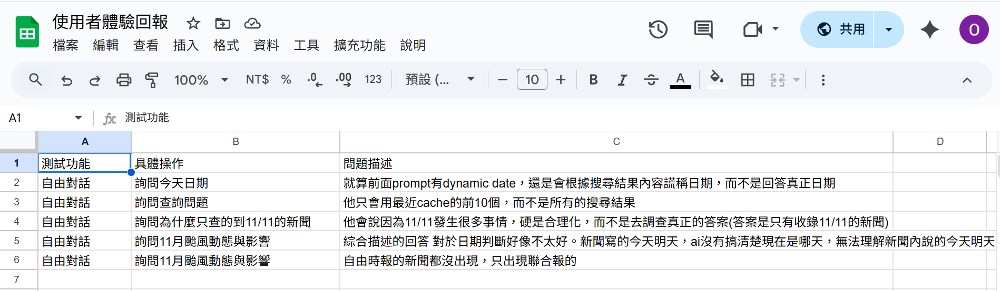 使用者體驗回報
檔案 編輯 查看 插入 格式 資料 工具 擴充功能 說明
共用
O
100% NT$ % .0 .00 123 預設 (... 10 B I S A
A1 fx 測試功能
A B C D
1 測試功能 具體操作 問題描述
2 自由對話 詢問今天日期 就算前面prompt有dynamic date，還是會根據搜尋結果內容謊稱日期，而不是回答真正日期
3 自由對話 詢問查詢問題 他只會用最近cache的前10個，而不是所有的搜尋結果
4 自由對話 詢問為什麼只查的到11/11的新聞 他會說因為11/11發生很多事情，硬是合理化，而不是去調查真正的答案(答案是只有收錄11/11的新聞)
5 自由對話 詢問11月颱風動態與影響 綜合描述的回答 對於日期判斷好像不太好。新聞寫的今天明天，ai沒有搞清楚現在是哪天，無法理解新聞內說的今天明天
6 自由對話 詢問11月颱風動態與影響 自由時報的新聞都沒出現，只出現聯合報的
7